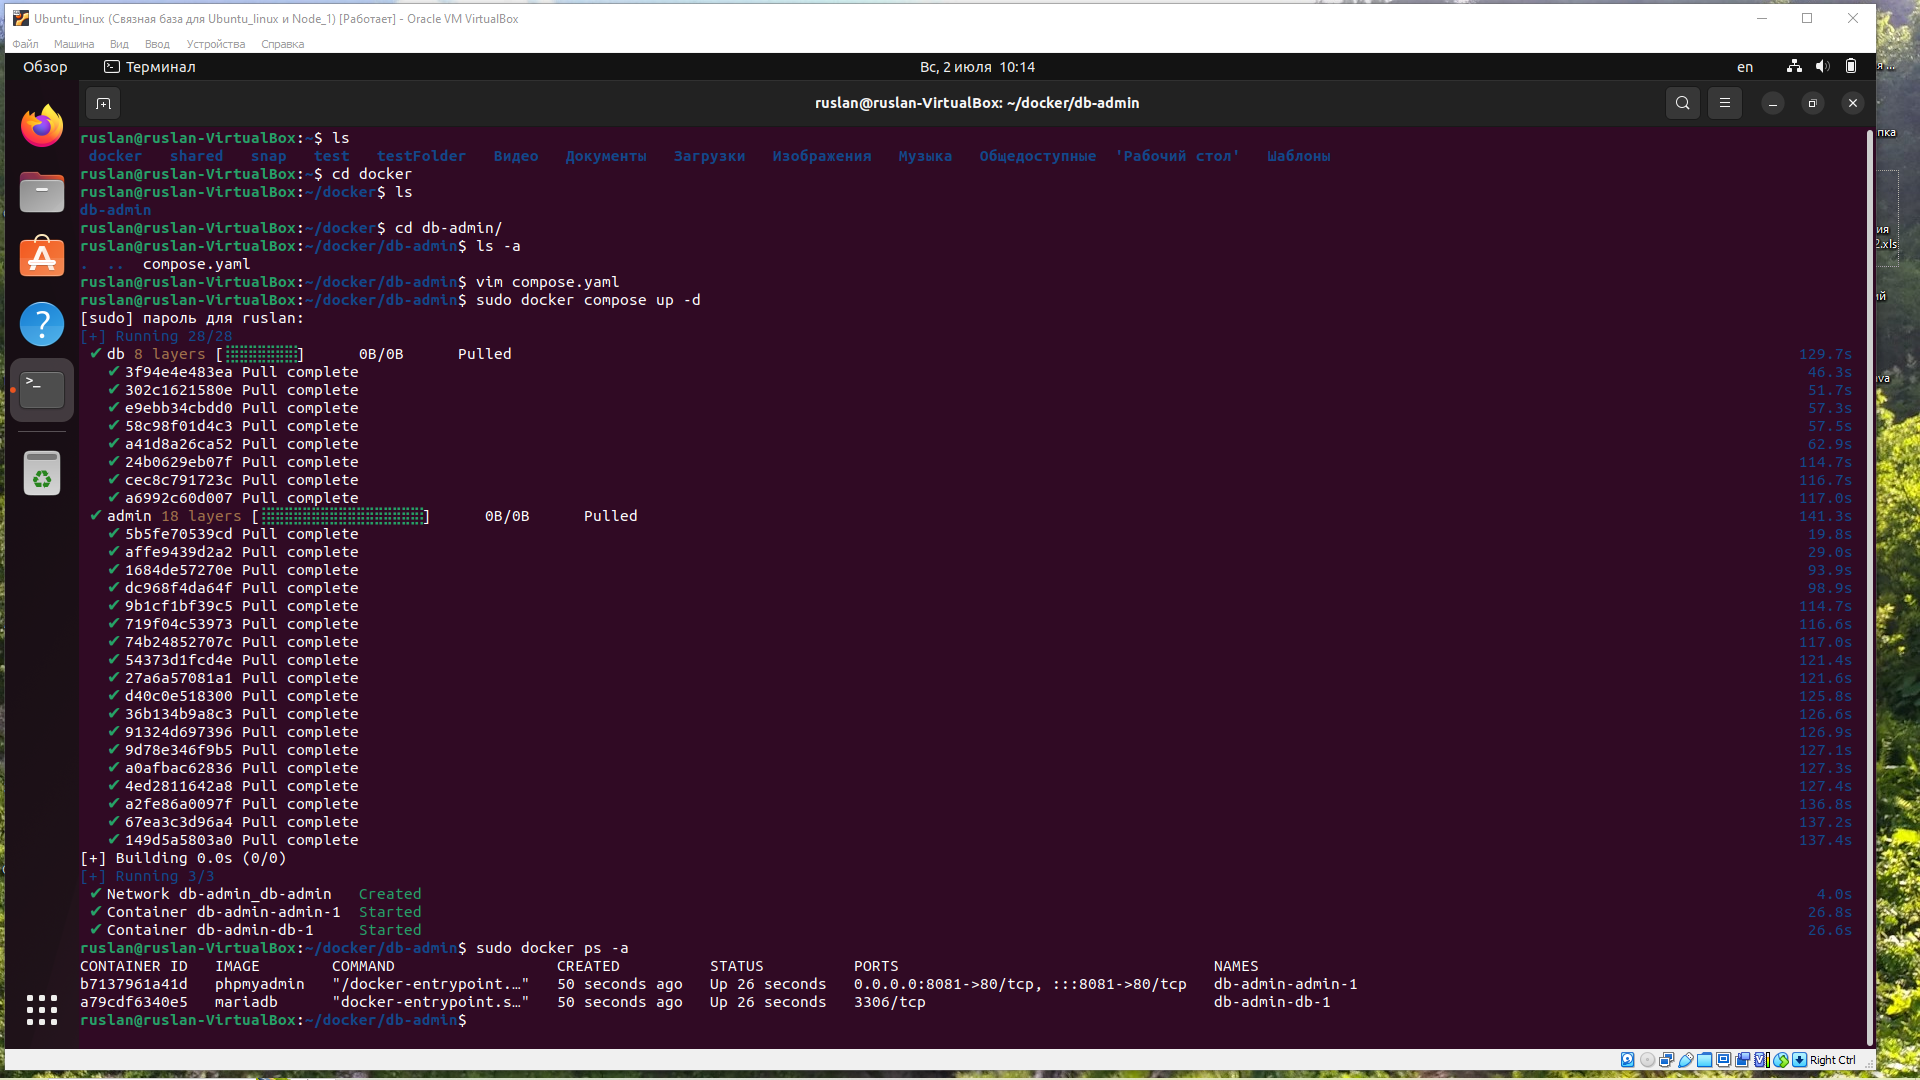 Ubuntu_linux (Связная база для Ubuntu_linux и Node_1) [Работает] - Oracle VM VirtualBox
Файл Машина Вид Ввод Устройства Справка
Обзор Терминал Вс, 2 июля 10:14 en
ruslan@ruslan-VirtualBox: ~/docker/db-admin
ruslan@ruslan-VirtualBox:~$ ls
docker shared snap test testFolder Видео Документы Загрузки Изображения Музыка Общедоступные 'Рабочий стол' Шаблоны
ruslan@ruslan-VirtualBox:~$ cd docker
ruslan@ruslan-VirtualBox:~/docker$ ls
db-admin
ruslan@ruslan-VirtualBox:~/docker$ cd db-admin/
ruslan@ruslan-VirtualBox:~/docker/db-admin$ ls -a
. .. compose.yaml
ruslan@ruslan-VirtualBox:~/docker/db-admin$ vim compose.yaml
ruslan@ruslan-VirtualBox:~/docker/db-admin$ sudo docker compose up -d
[sudo] пароль для ruslan:
[+] Running 28/28
✔ db 8 layers [⣿⣿⣿⣿⣿⣿⣿⣿] 0B/0B Pulled 129.7s
✔ 3f94e4e483ea Pull complete 46.3s
✔ 302c1621580e Pull complete 51.7s
✔ e9ebb34cbdd0 Pull complete 57.3s
✔ 58c98f01d4c3 Pull complete 57.5s
✔ a41d8a26ca52 Pull complete 62.9s
✔ 24b0629eb07f Pull complete 114.7s
✔ cec8c791723c Pull complete 116.7s
✔ a6992c60d007 Pull complete 117.0s
✔ admin 18 layers [⣿⣿⣿⣿⣿⣿⣿⣿⣿⣿⣿⣿⣿⣿⣿⣿⣿⣿] 0B/0B Pulled 141.3s
✔ 5b5fe70539cd Pull complete 19.8s
✔ affe9439d2a2 Pull complete 29.0s
✔ 1684de57270e Pull complete 93.9s
✔ dc968f4da64f Pull complete 98.9s
✔ 9b1cf1bf39c5 Pull complete 114.7s
✔ 719f04c53973 Pull complete 116.6s
✔ 74b24852707c Pull complete 117.0s
✔ 54373d1fcd4e Pull complete 121.4s
✔ 27a6a57081a1 Pull complete 121.6s
✔ d40c0e518300 Pull complete 125.8s
✔ 36b134b9a8c3 Pull complete 126.6s
✔ 91324d697396 Pull complete 126.9s
✔ 9d78e346f9b5 Pull complete 127.1s
✔ a0afbac62836 Pull complete 127.3s
✔ 4ed2811642a8 Pull complete 127.4s
✔ a2fe86a0097f Pull complete 136.8s
✔ 67ea3c3d96a4 Pull complete 137.2s
✔ 149d5a5803a0 Pull complete 137.4s
[+] Building 0.0s (0/0)
[+] Running 3/3
✔ Network db-admin_db-admin Created 4.0s
✔ Container db-admin-admin-1 Started 26.8s
✔ Container db-admin-db-1 Started 26.6s
ruslan@ruslan-VirtualBox:~/docker/db-admin$ sudo docker ps -a
CONTAINER ID IMAGE COMMAND CREATED STATUS PORTS NAMES
b7137961a41d phpmyadmin "/docker-entrypoint.…" 50 seconds ago Up 26 seconds 0.0.0.0:8081->80/tcp, :::8081->80/tcp db-admin-admin-1
a79cdf6340e5 mariadb "docker-entrypoint.s…" 50 seconds ago Up 26 seconds 3306/tcp db-admin-db-1
ruslan@ruslan-VirtualBox:~/docker/db-admin$
Right Ctrl
пка
ия
2.xls
ий